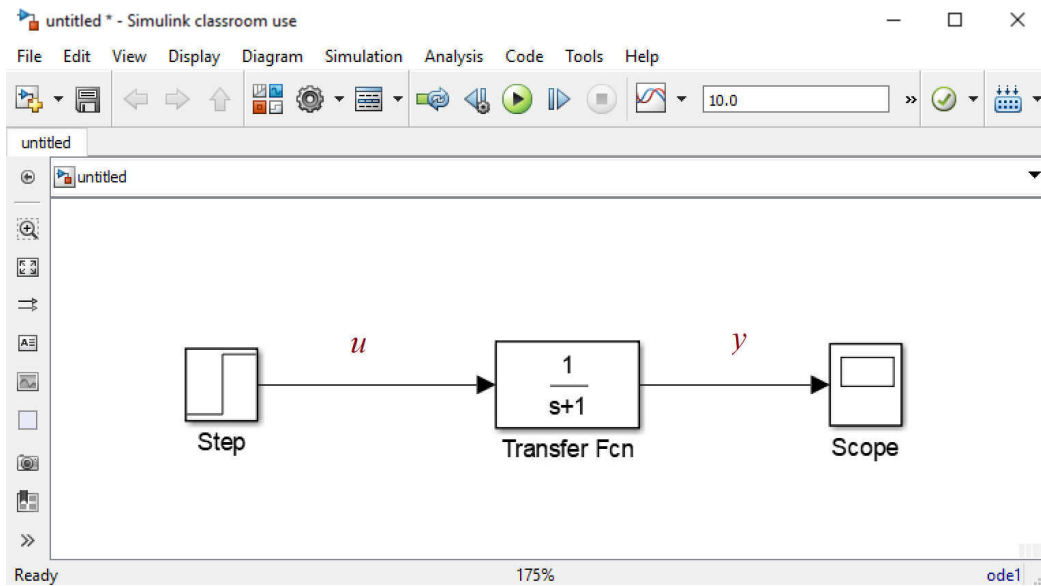 untitled * - Simulink classroom use
File Edit View Display Diagram Simulation Analysis Code Tools Help
10.0 »
untitled
untitled
A
u
y
1
s+1
Step
Transfer Fcn
Scope
»
Ready 175% ode1